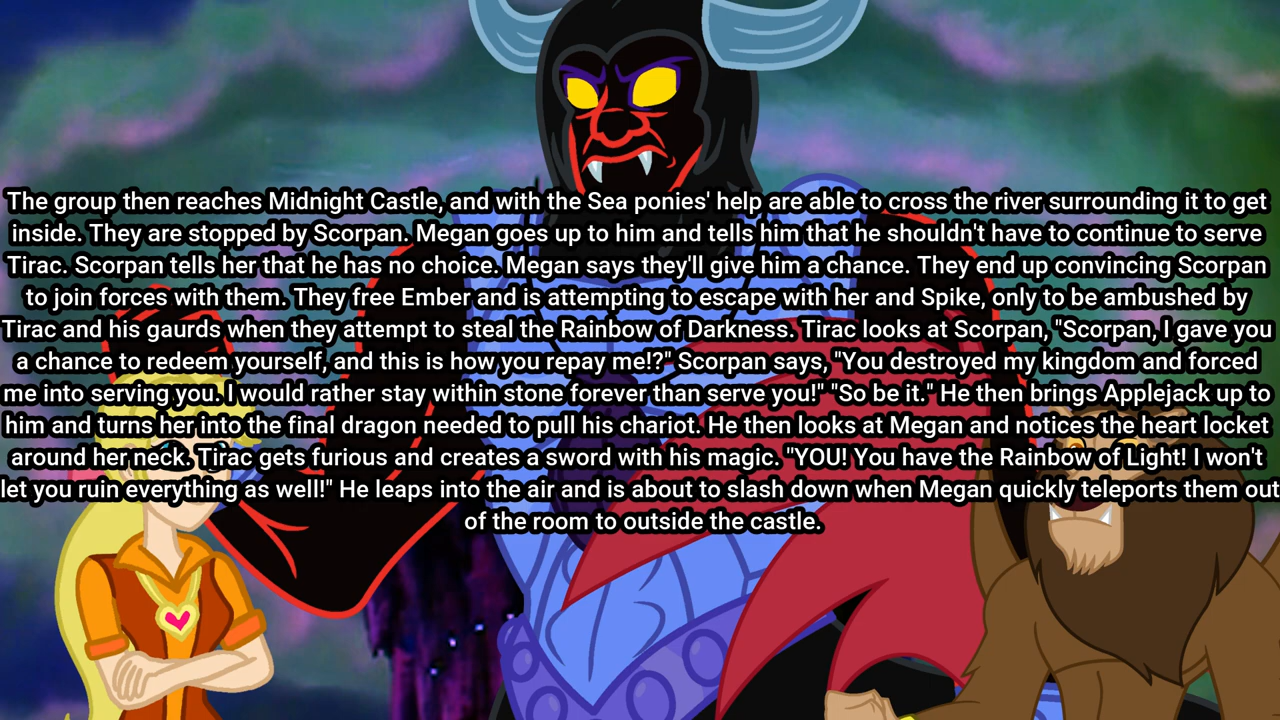 The group then reaches Midnight Castle, and with the Sea ponies' help are able to cross the river surrounding it to get
inside. They are stopped by Scorpan. Megan goes up to him and tells him that he shouldn't have to continue to serve
Tirac. Scorpan tells her that he has no choice. Megan says they'll give him a chance. They end up convincing Scorpan
to join forces with them. They free Ember and is attempting to escape with her and Spike, only to be ambushed by
Tirac and his gaurds when they attempt to steal the Rainbow of Darkness. Tirac looks at Scorpan, "Scorpan, I gave you
a chance to redeem yourself, and this is how you repay me!?" Scorpan says, "You destroyed my kingdom and forced
me into serving you. I would rather stay within stone forever than serve you!" "So be it." He then brings Applejack up to
him and turns her into the final dragon needed to pull his chariot. He then looks at Megan and notices the heart locket
around her neck. Tirac gets furious and creates a sword with his magic. "YOU! You have the Rainbow of Light! I won't
let you ruin everything as well!" He leaps into the air and is about to slash down when Megan quickly teleports them out
of the room to outside the castle.